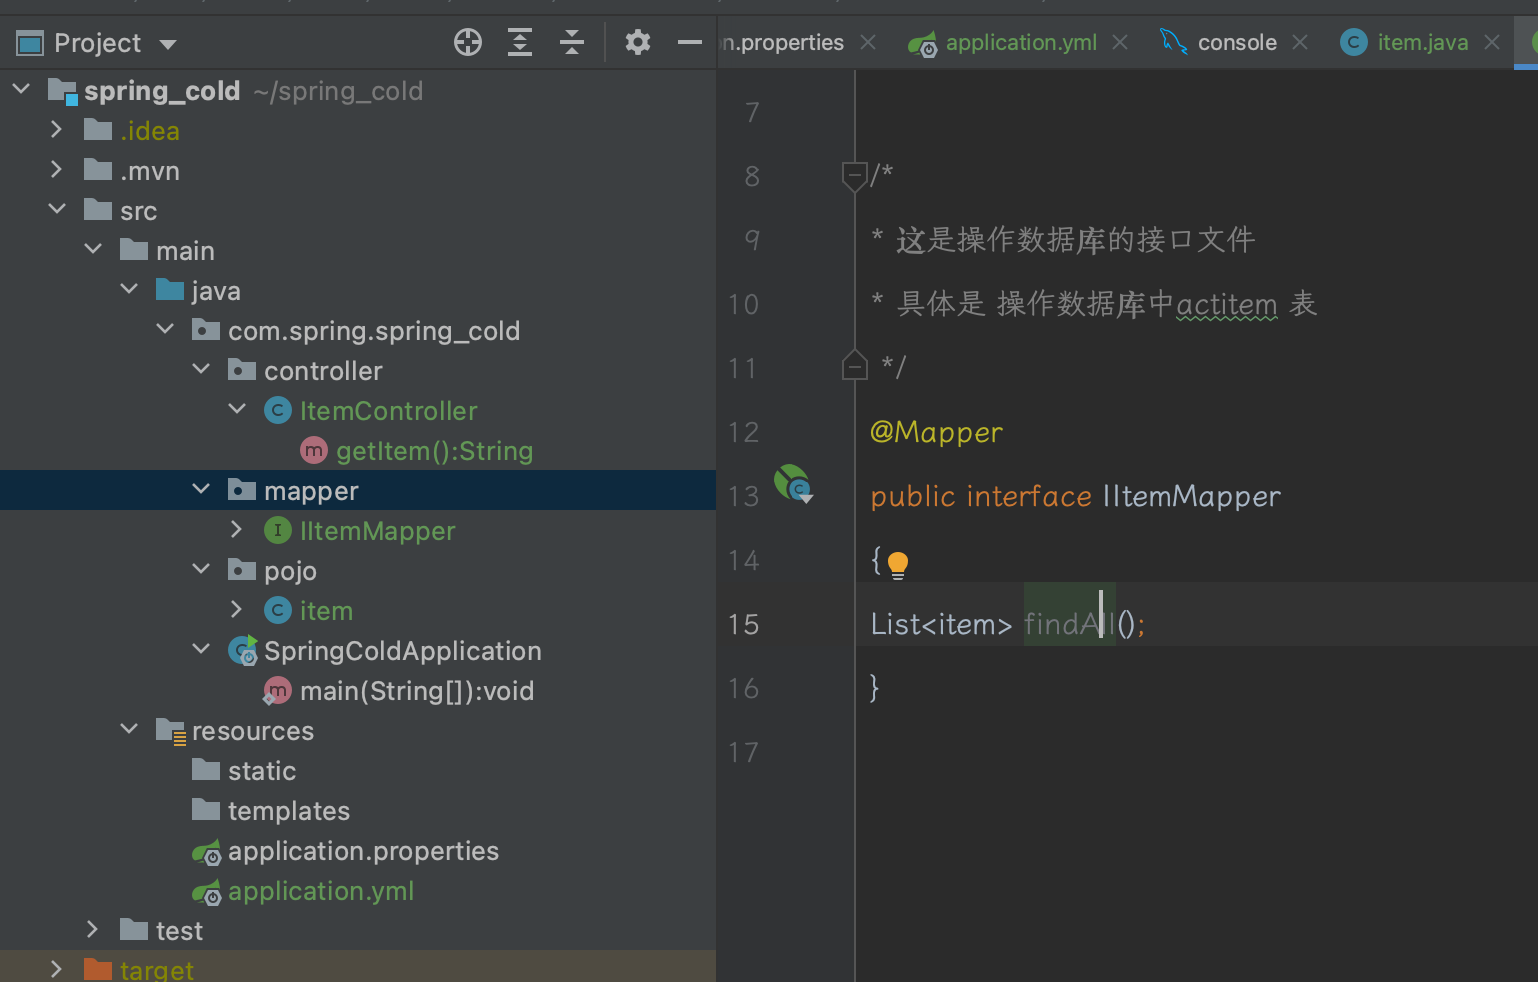 Project
spring_cold ~/spring_cold
.idea
.mvn
src
main
java
com.spring.spring_cold
controller
C ItemController
m getItem():String
mapper
I IItemMapper
pojo
C item
C SpringColdApplication
m main(String[]):void
resources
static
templates
application.properties
application.yml
test
target
n.properties application.yml console C item.java
7
8 /*
9 * 这是操作数据库的接口文件
10 * 具体是 操作数据库中actitem 表
11 */
12 @Mapper
13 public interface IItemMapper
14 {
15 List<item> findAll();
16 }
17